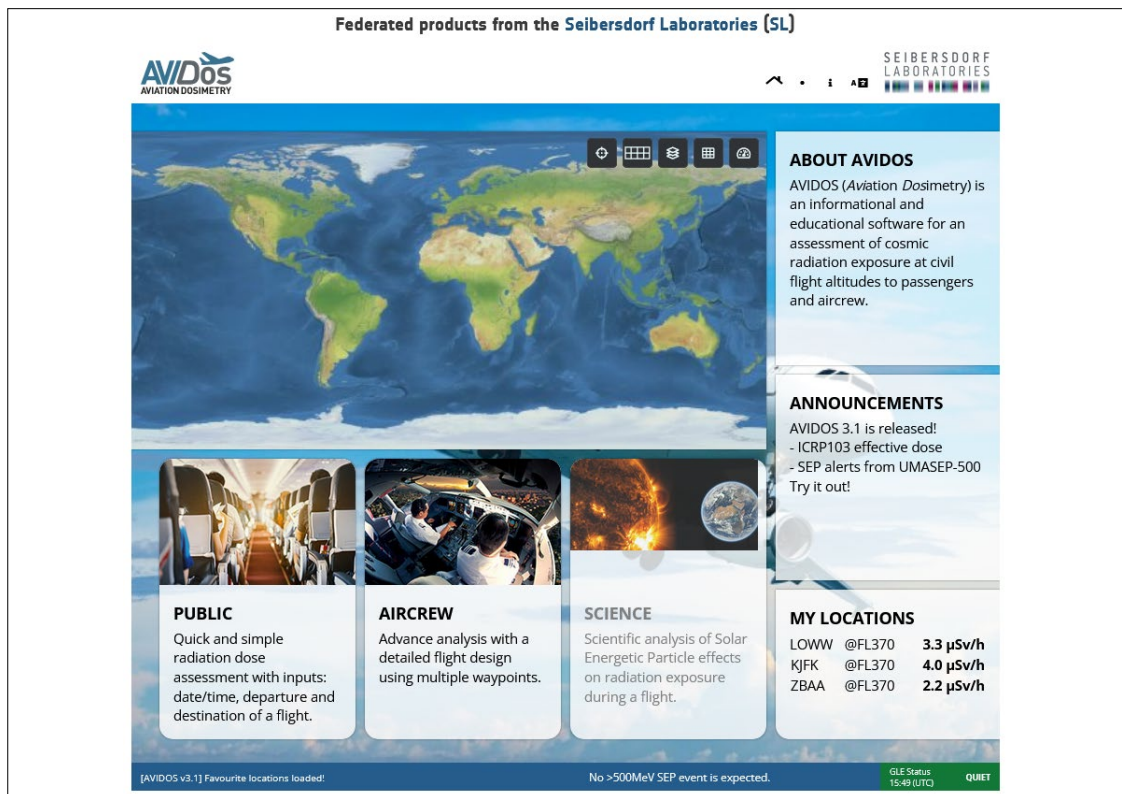 Federated products from the Seibersdorf Laboratories (SL)
AVIDOS
AVIATION DOSIMETRY
SEIBERSDORF
LABORATORIES
ABOUT AVIDOS
AVIDOS (Aviation Dosimetry) is
an informational and
educational software for an
assessment of cosmic
radiation exposure at civil
flight altitudes to passengers
and aircrew.
ANNOUNCEMENTS
AVIDOS 3.1 is released!
- ICRP103 effective dose
- SEP alerts from UMASEP-500
Try it out!
PUBLIC
Quick and simple
radiation dose
assessment with inputs:
date/time, departure and
destination of a flight.
AIRCREW
Advance analysis with a
detailed flight design
using multiple waypoints.
SCIENCE
Scientific analysis of Solar
Energetic Particle effects
on radiation exposure
during a flight.
MY LOCATIONS
LOWW @FL370 3.3 µSv/h
KJFK @FL370 4.0 µSv/h
ZBAA @FL370 2.2 µSv/h
[AVIDOS v3.1] Favourite locations loaded!
No >500MeV SEP event is expected.
GLE Status
15:49 (UTC)
QUIET